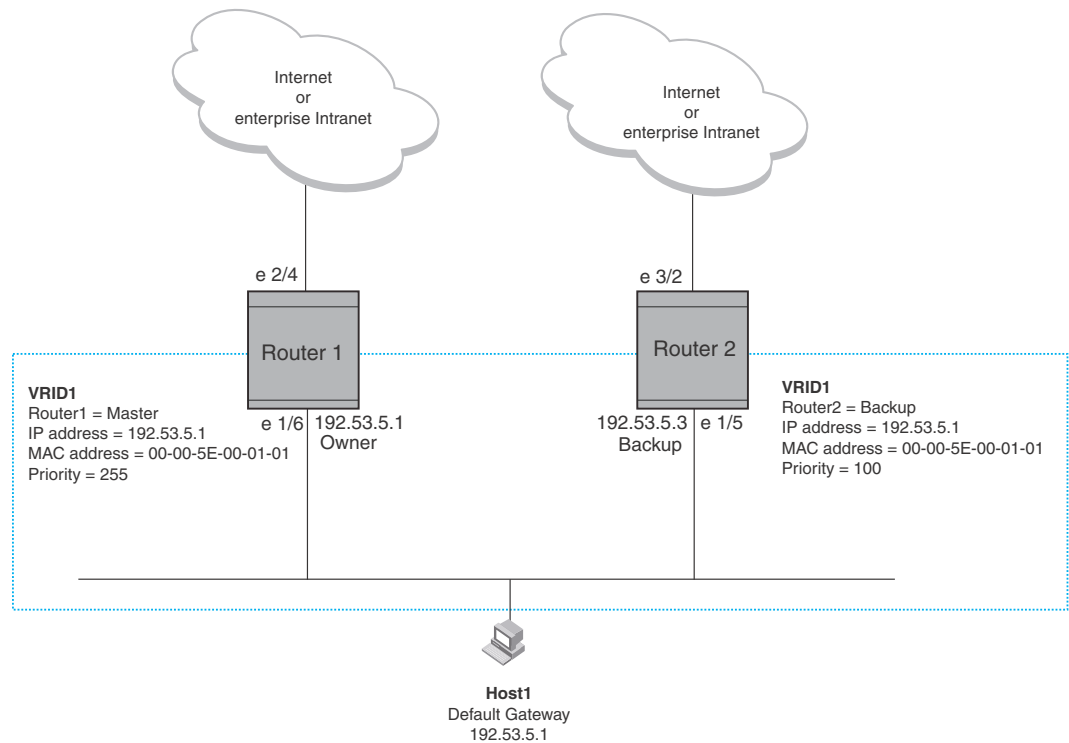 Internet
or
enterprise Intranet
Internet
or
enterprise Intranet
e 2/4
e 3/2
Router 1
Router 2
VRID1
Router1 = Master
IP address = 192.53.5.1
MAC address = 00-00-5E-00-01-01
Priority = 255
e 1/6
192.53.5.1
Owner
192.53.5.3
Backup
e 1/5
VRID1
Router2 = Backup
IP address = 192.53.5.1
MAC address = 00-00-5E-00-01-01
Priority = 100
Host1
Default Gateway
192.53.5.1